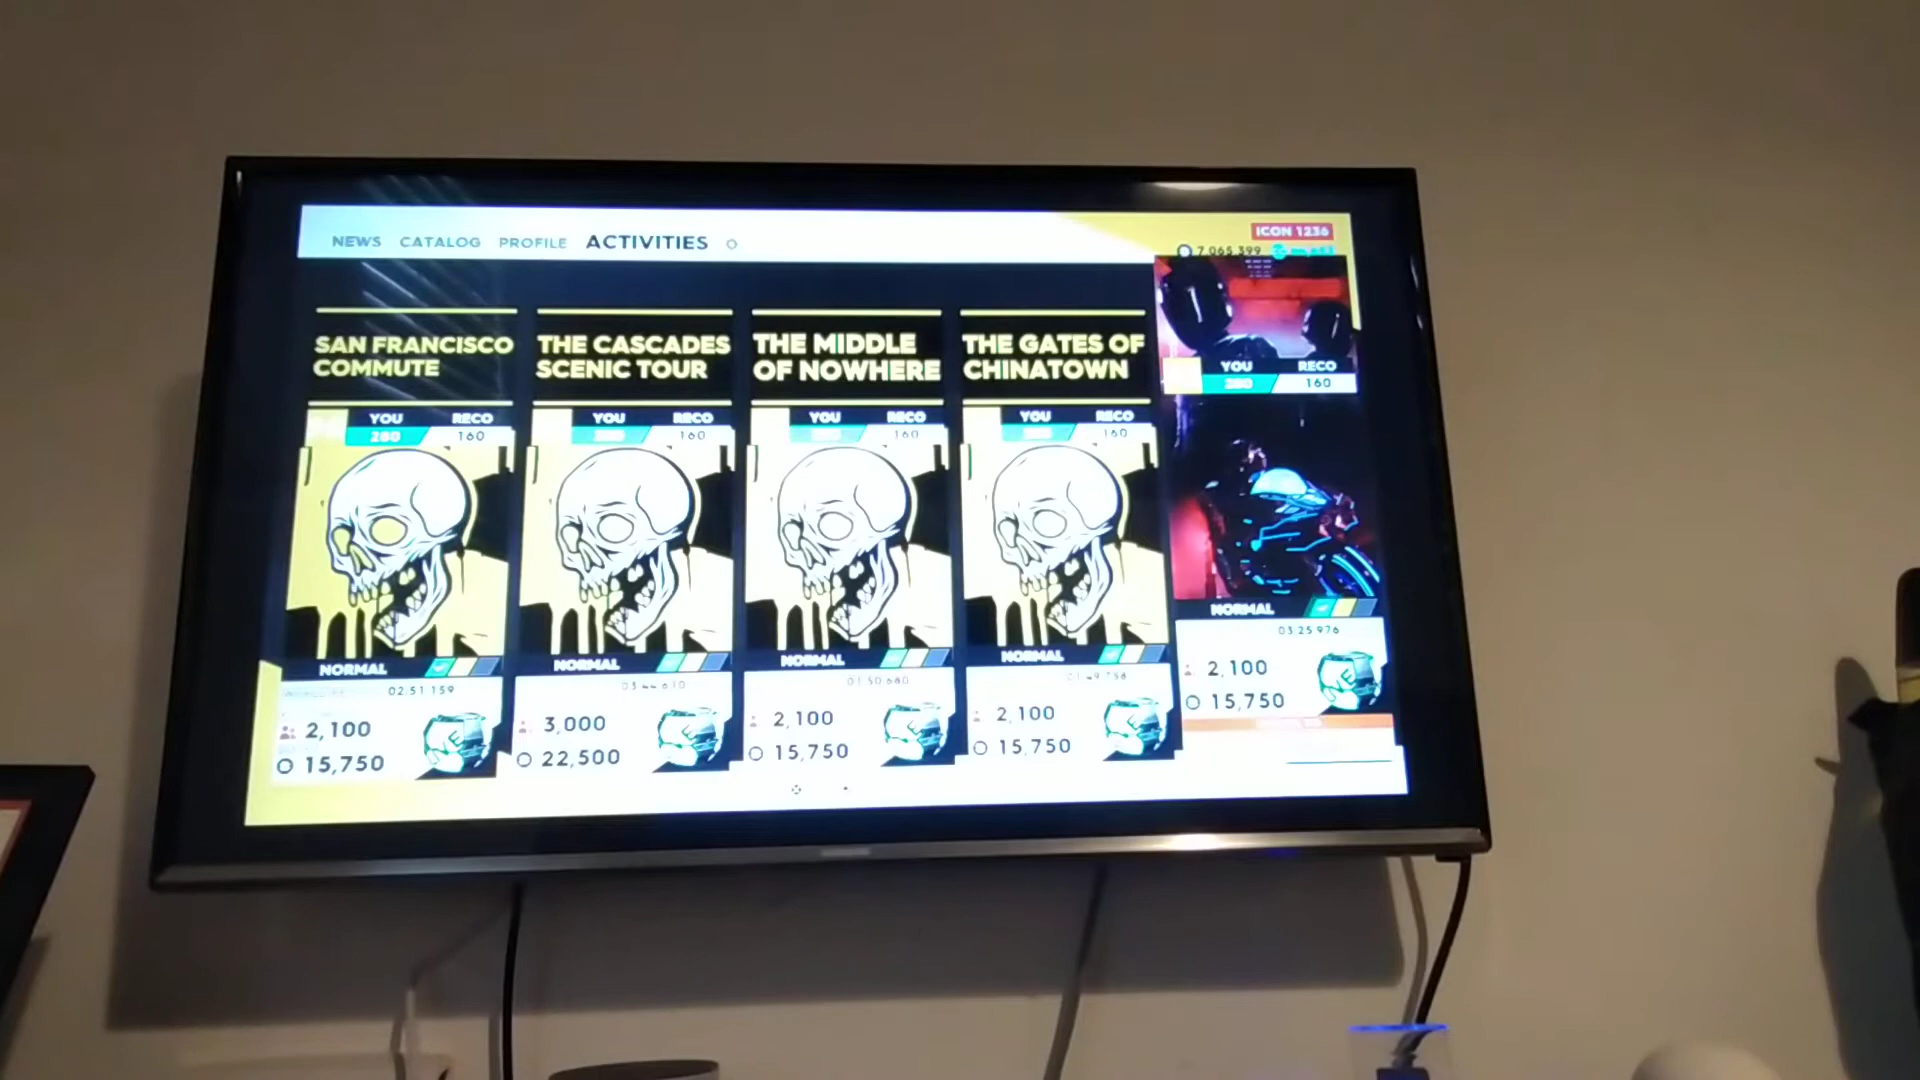 NEWS CATALOG PROFILE ACTIVITIES
ICON 1236
7,065,399
SAN FRANCISCO
COMMUTE
YOU RECO
280 160
NORMAL
02:51.159
2,100
15,750
THE CASCADES
SCENIC TOUR
YOU RECO
160
NORMAL
3,000
22,500
THE MIDDLE
OF NOWHERE
YOU RECO
160
NORMAL
01:50.680
2,100
15,750
THE GATES OF
CHINATOWN
YOU RECO
160
NORMAL
2,100
15,750
YOU RECO
280 160
NORMAL
03:25.976
2,100
15,750